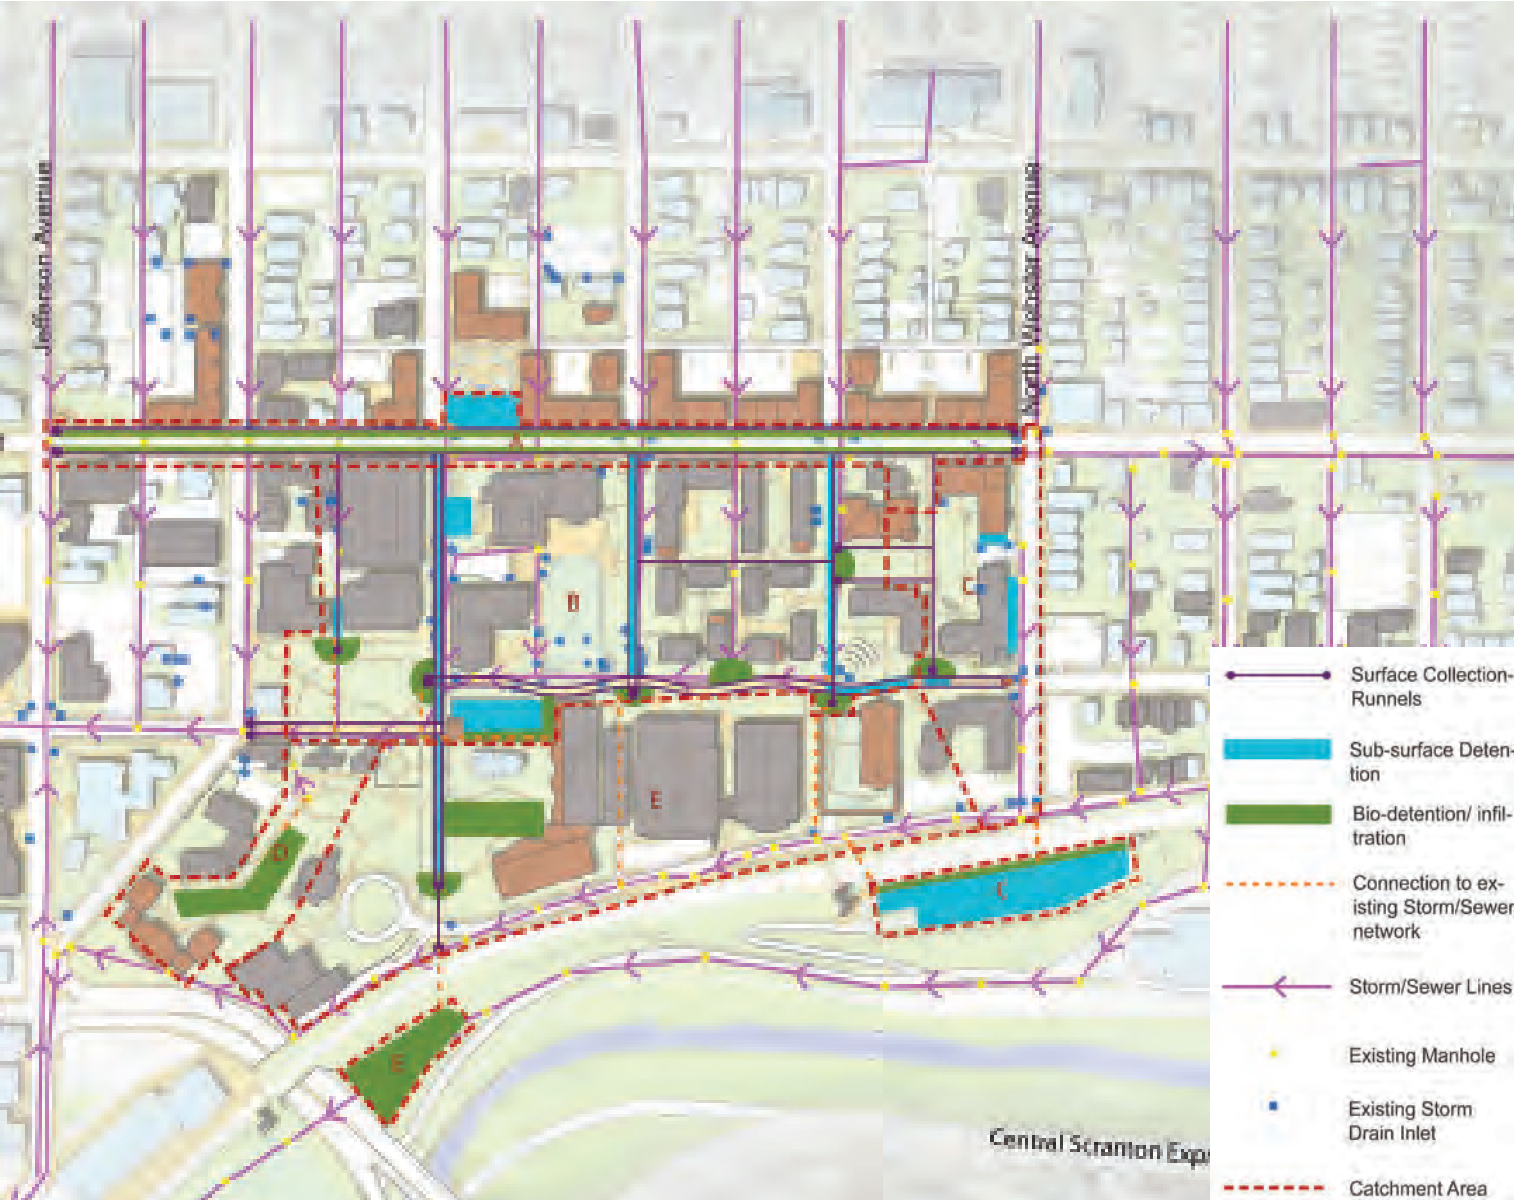 Jefferson Avenue
North Webster Avenue
A
B
C
D
E
C
E
Central Scranton Exp
Surface Collection-
Runnels
Sub-surface Deten-
tion
Bio-detention/ infil-
tration
Connection to ex-
isting Storm/Sewer
network
Storm/Sewer Lines
Existing Manhole
Existing Storm
Drain Inlet
Catchment Area